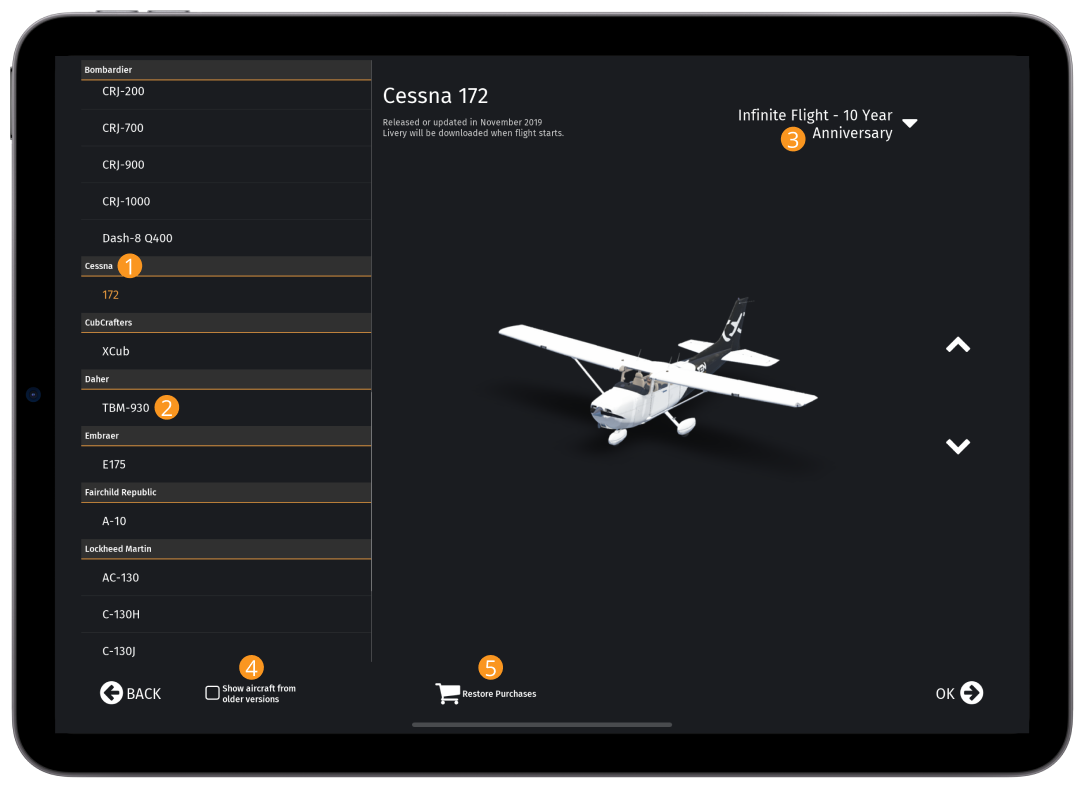 Bombardier
CRJ-200
CRJ-700
CRJ-900
CRJ-1000
Dash-8 Q400
Cessna 1
172
CubCrafters
XCub
Daher
TBM-930 2
Embraer
E175
Fairchild Republic
A-10
Lockheed Martin
AC-130
C-130H
C-130J
Cessna 172
Released or updated in November 2019
Livery will be downloaded when flight starts.
Infinite Flight - 10 Year
3 Anniversary
BACK
4
Show aircraft from
older versions
5
Restore Purchases
OK